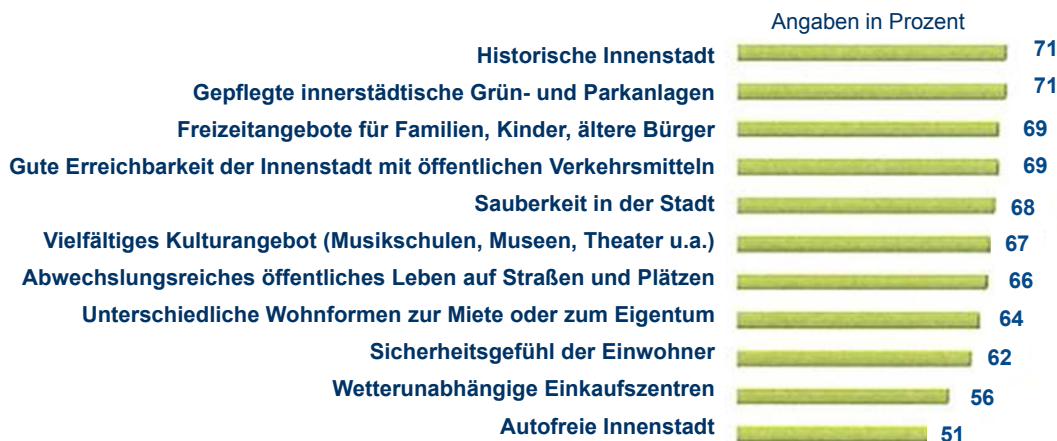 Angaben in Prozent
Historische Innenstadt 71
Gepflegte innerstädtische Grün- und Parkanlagen 71
Freizeitangebote für Familien, Kinder, ältere Bürger 69
Gute Erreichbarkeit der Innenstadt mit öffentlichen Verkehrsmitteln 69
Sauberkeit in der Stadt 68
Vielfältiges Kulturangebot (Musikschulen, Museen, Theater u.a.) 67
Abwechslungsreiches öffentliches Leben auf Straßen und Plätzen 66
Unterschiedliche Wohnformen zur Miete oder zum Eigentum 64
Sicherheitsgefühl der Einwohner 62
Wetterunabhängige Einkaufszentren 56
Autofreie Innenstadt 51